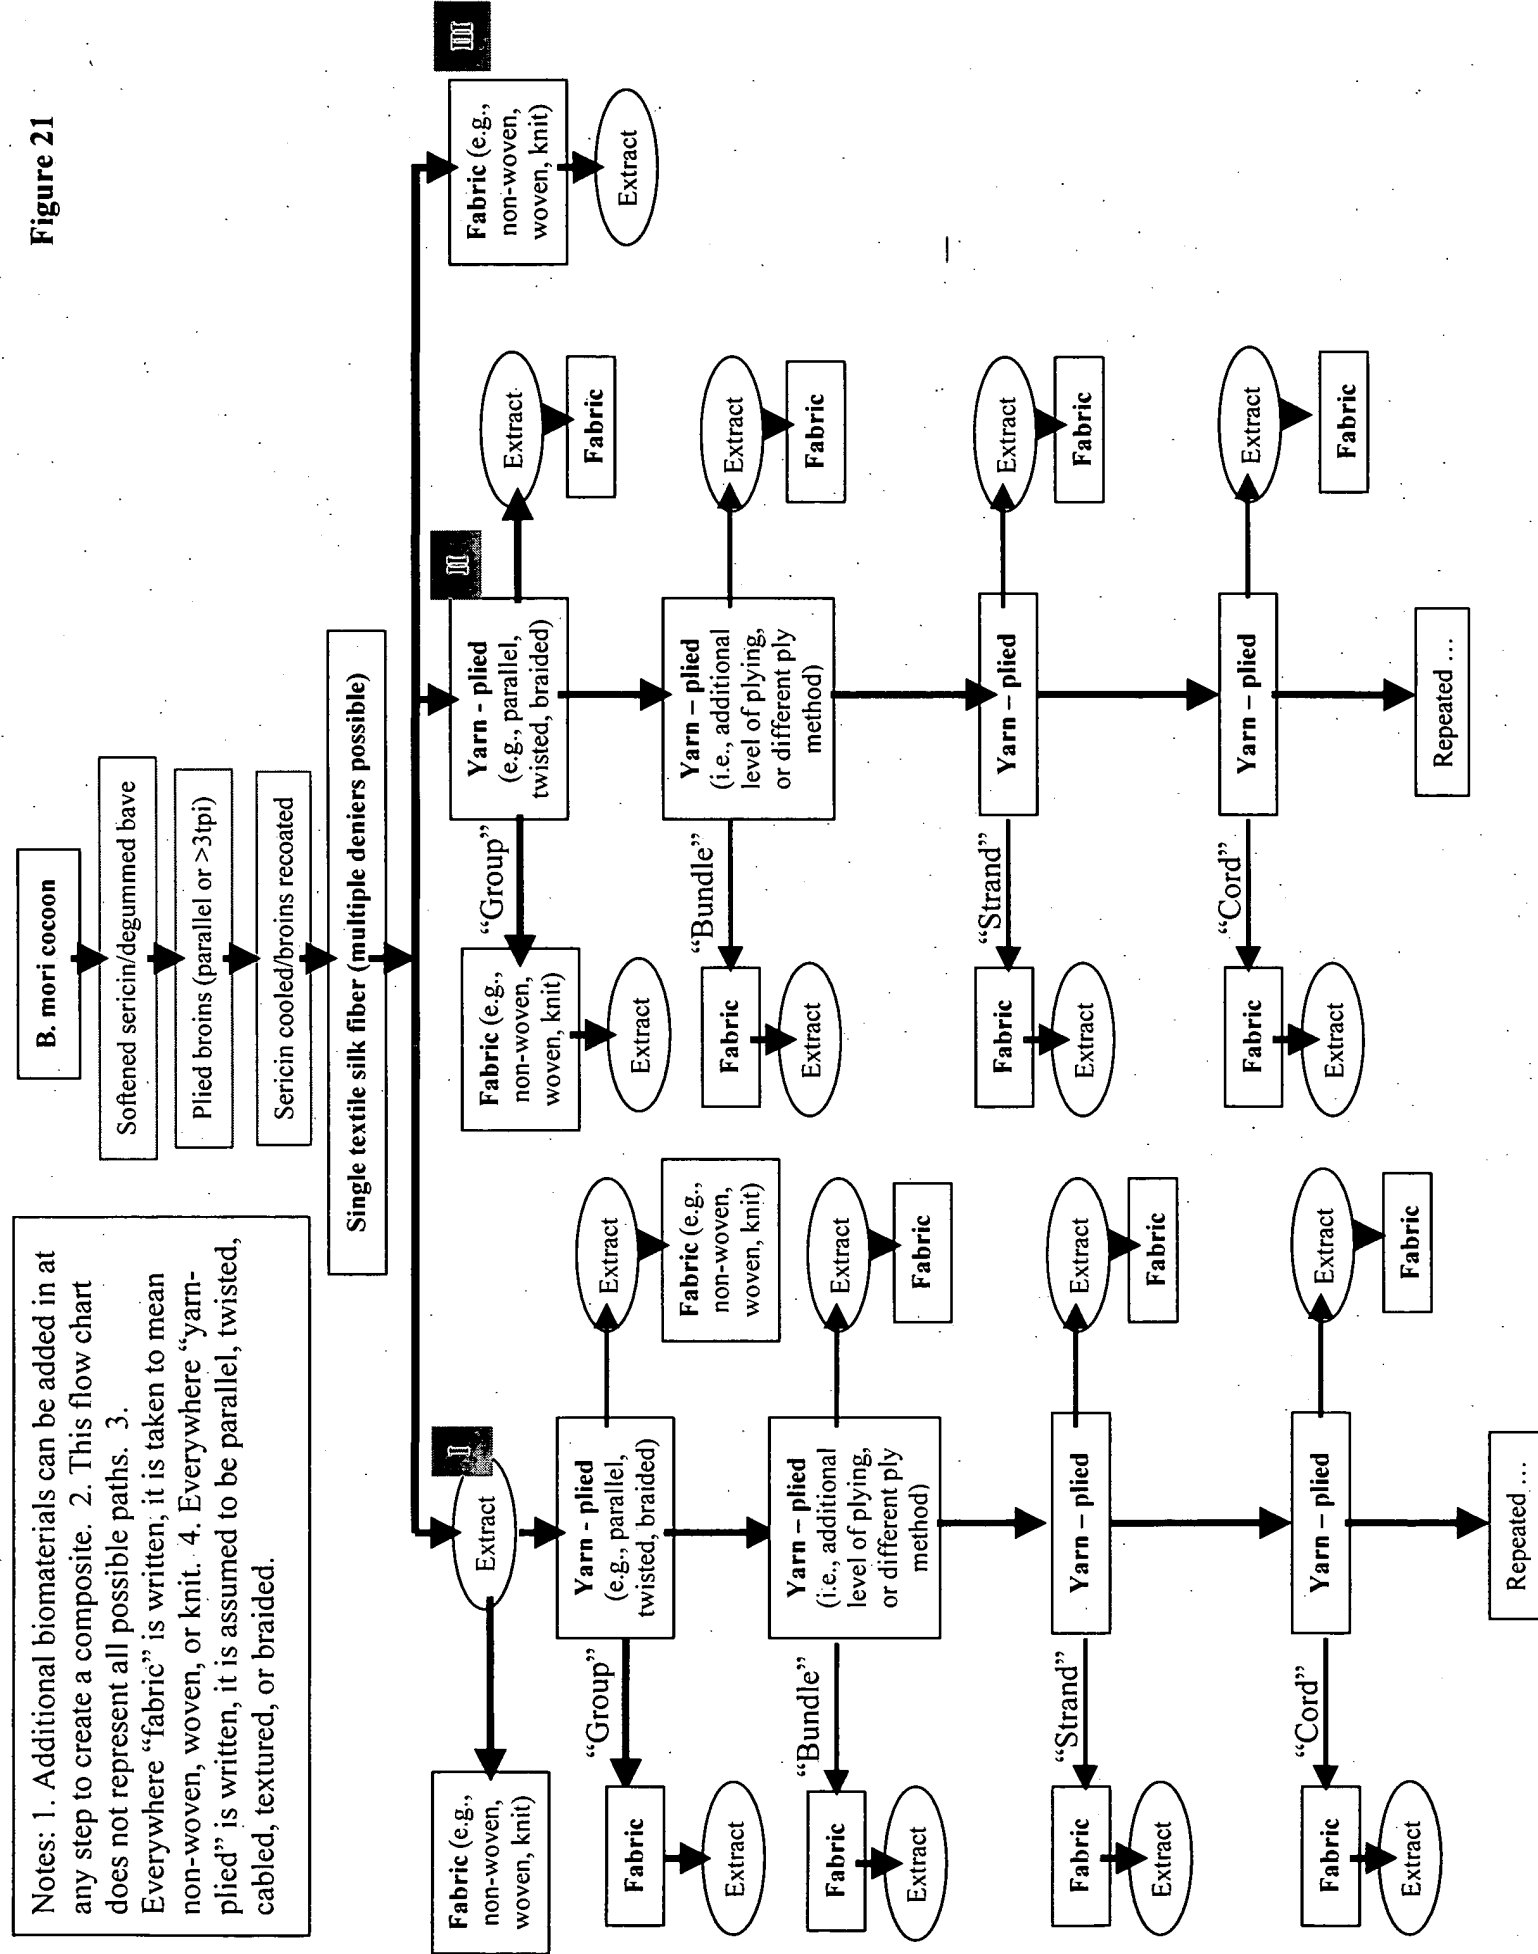 Figure 21
Notes: 1. Additional biomaterials can be added in at
any step to create a composite. 2. This flow chart
does not represent all possible paths. 3.
Everywhere “fabric” is written, it is taken to mean
non-woven, woven, or knit. 4. Everywhere “yarn-
plied” is written, it is assumed to be parallel, twisted,
cabled, textured, or braided.
B. mori cocoon
Softened sericin/degummed bave
Plied broins (parallel or >3tpi)
Sericin cooled/broins recoated
Single textile silk fiber (multiple deniers possible)
I
Extract
Fabric (e.g.,
non-woven,
woven, knit)
Yarn - plied
(e.g., parallel,
twisted, braided)
“Group”
Fabric
Extract
Extract
Fabric (e.g.,
non-woven,
woven, knit)
Yarn – plied
(i.e., additional
level of plying,
or different ply
method)
“Bundle”
Fabric
Extract
Extract
Fabric
Yarn – plied
“Strand”
Fabric
Extract
Extract
Fabric
Yarn – plied
“Cord”
Fabric
Extract
Extract
Fabric
Repeated ...
II
Yarn - plied
(e.g., parallel,
twisted, braided)
“Group”
Fabric (e.g.,
non-woven,
woven, knit)
Extract
Extract
Fabric
Yarn – plied
(i.e., additional
level of plying,
or different ply
method)
“Bundle”
Fabric
Extract
Extract
Fabric
Yarn – plied
“Strand”
Fabric
Extract
Extract
Fabric
Yarn – plied
“Cord”
Fabric
Extract
Extract
Fabric
Repeated ...
III
Fabric (e.g.,
non-woven,
woven, knit)
Extract